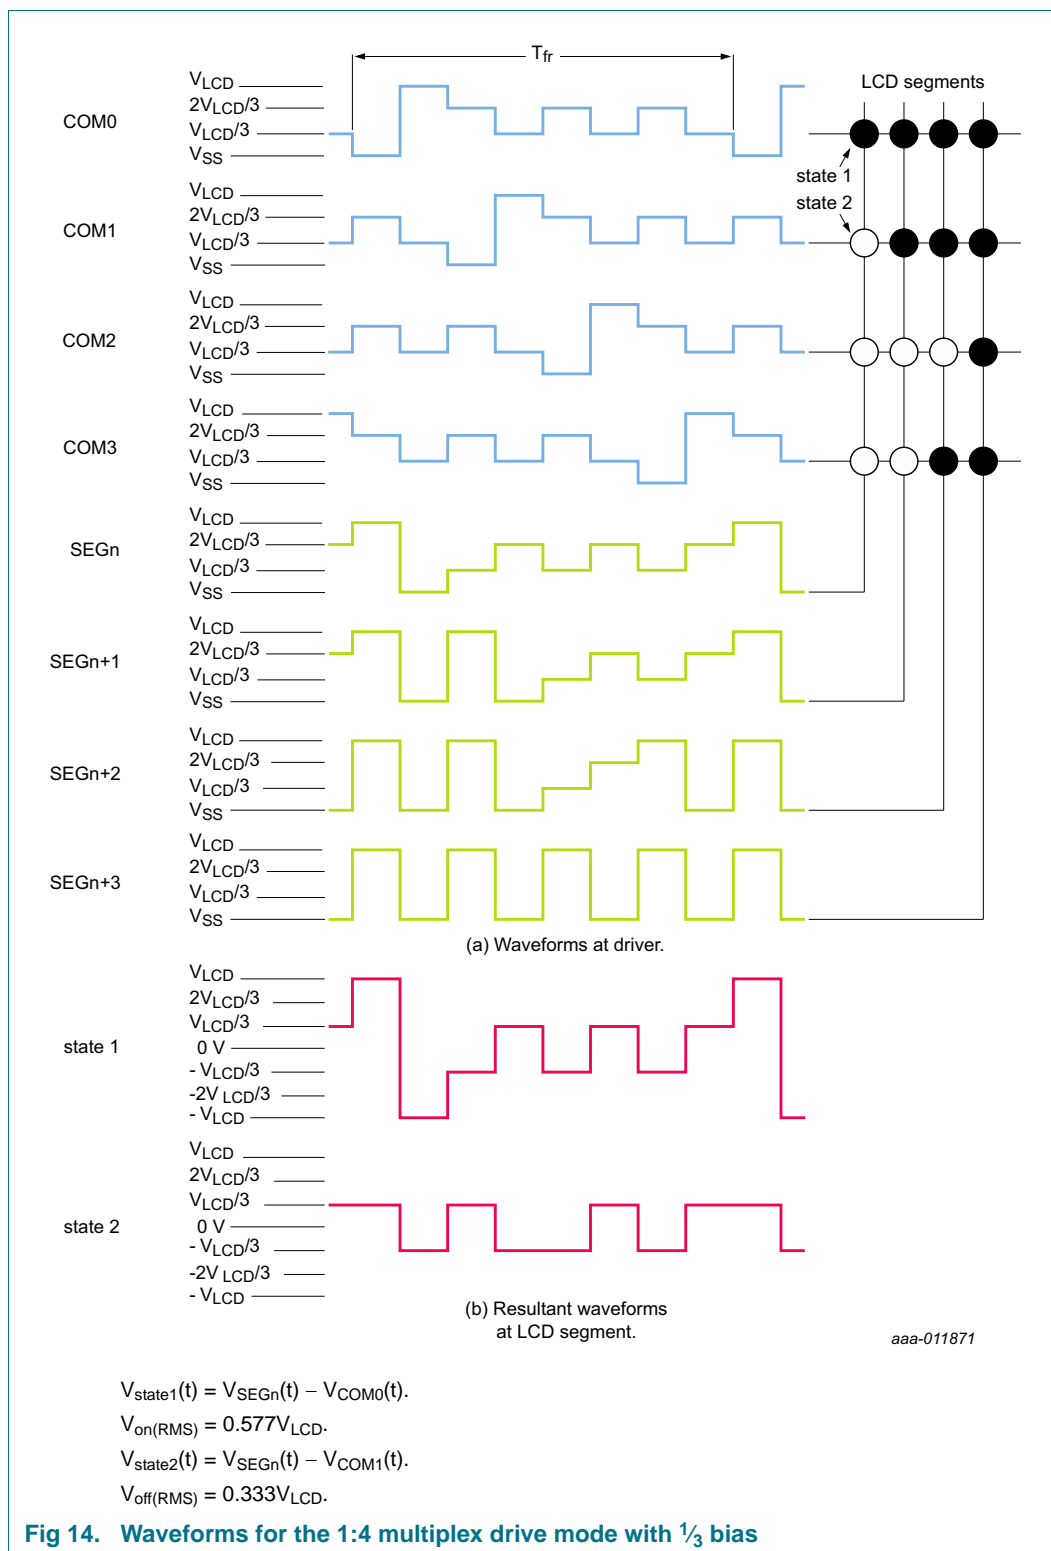 T_fr
LCD segments
COM0
V_LCD
2V_LCD/3
V_LCD/3
V_SS
state 1
state 2
COM1
V_LCD
2V_LCD/3
V_LCD/3
V_SS
COM2
V_LCD
2V_LCD/3
V_LCD/3
V_SS
COM3
V_LCD
2V_LCD/3
V_LCD/3
V_SS
SEGn
V_LCD
2V_LCD/3
V_LCD/3
V_SS
SEGn+1
V_LCD
2V_LCD/3
V_LCD/3
V_SS
SEGn+2
V_LCD
2V_LCD/3
V_LCD/3
V_SS
SEGn+3
V_LCD
2V_LCD/3
V_LCD/3
V_SS
(a) Waveforms at driver.
state 1
V_LCD
2V_LCD/3
V_LCD/3
0 V
- V_LCD/3
-2V_LCD/3
- V_LCD
state 2
V_LCD
2V_LCD/3
V_LCD/3
0 V
- V_LCD/3
-2V_LCD/3
- V_LCD
(b) Resultant waveforms
at LCD segment.
aaa-011871
V_state1(t) = V_SEGn(t) − V_COM0(t).
V_on(RMS) = 0.577V_LCD.
V_state2(t) = V_SEGn(t) − V_COM1(t).
V_off(RMS) = 0.333V_LCD.
Fig 14. Waveforms for the 1:4 multiplex drive mode with 1⁄3 bias